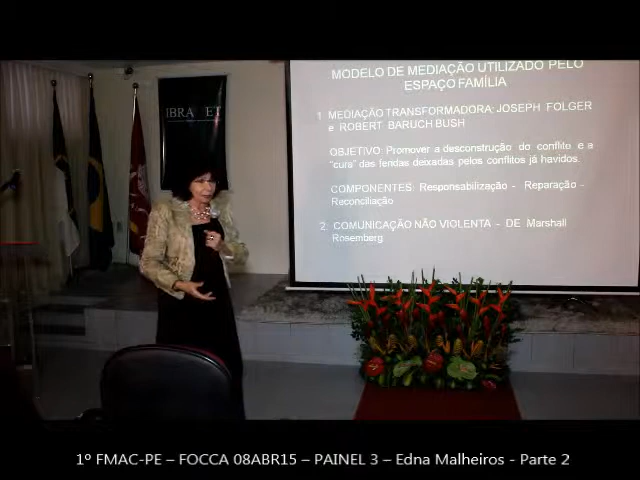 MODELO DE MEDIAÇÃO UTILIZADO PELO
ESPAÇO FAMÍLIA
1 MEDIAÇÃO TRANSFORMADORA: JOSEPH FOLGER
e ROBERT BARUCH BUSH
OBJETIVO: Promover a desconstrução do conflito e a
"cura" das feridas deixadas pelos conflitos já havidos.
COMPONENTES: Responsabilização - Reparação -
Reconciliação
2. COMUNICAÇÃO NÃO VIOLENTA - DE Marshall
Rosemberg
1º FMAC-PE – FOCCA 08ABR15 – PAINEL 3 – Edna Malheiros - Parte 2